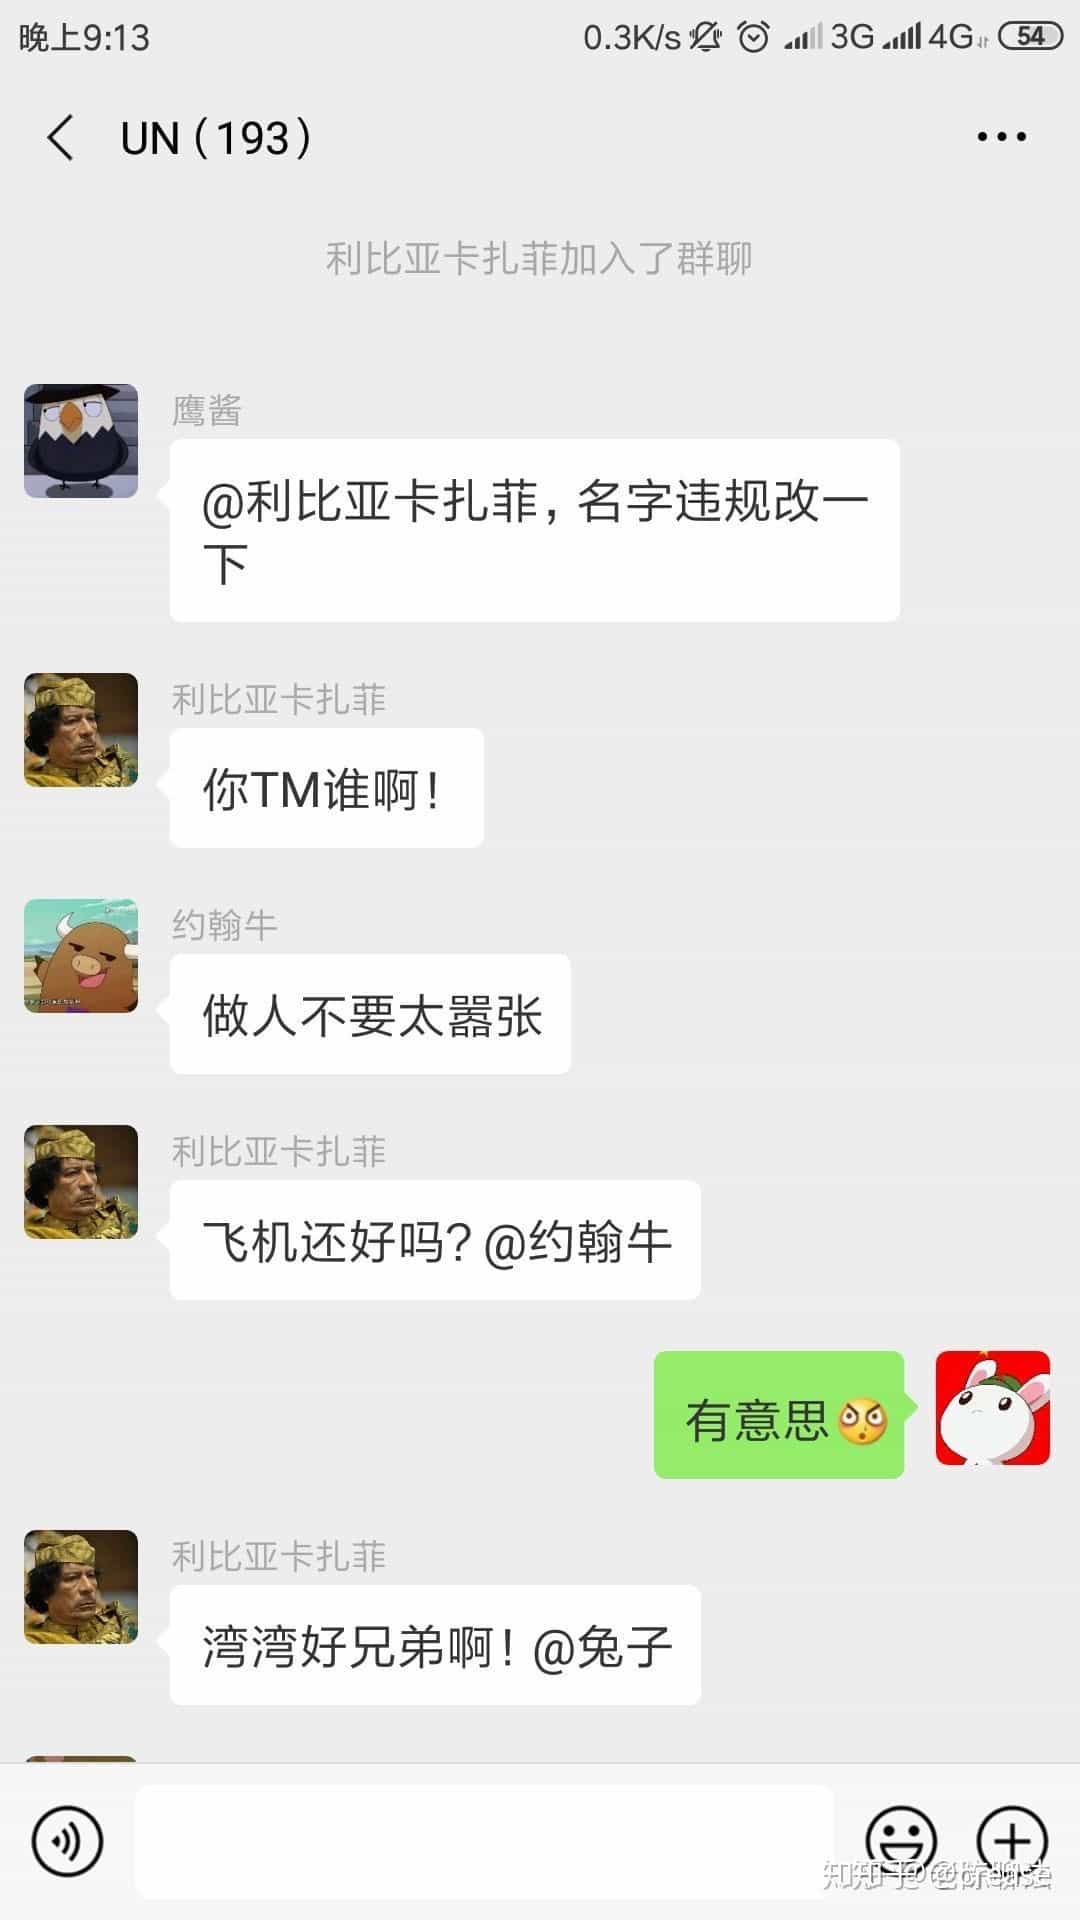 晚上9:13
0.3K/s 3G 4G 54
UN（193）
利比亚卡扎菲加入了群聊
鹰酱
@利比亚卡扎菲，名字违规改一
下
利比亚卡扎菲
你TM谁啊！
约翰牛
做人不要太嚣张
利比亚卡扎菲
飞机还好吗？@约翰牛
有意思
利比亚卡扎菲
湾湾好兄弟啊！@兔子